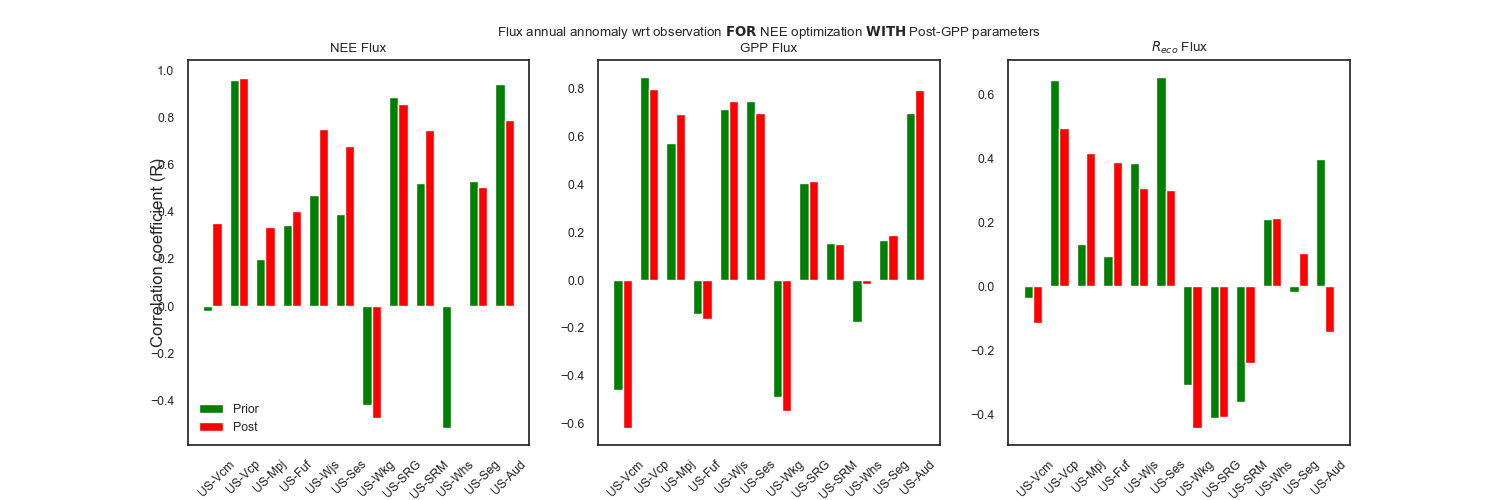 Flux annual annomaly wrt observation FOR NEE optimization WITH Post-GPP parameters
NEE Flux
Correlation coefficient (R)
1.0
0.8
0.6
0.4
0.2
0.0
−0.2
−0.4
Prior
Post
US-Vcm
US-Vcp
US-Mpj
US-Fuf
US-Wjs
US-Ses
US-Wkg
US-SRG
US-SRM
US-Whs
US-Seg
US-Aud
GPP Flux
0.8
0.6
0.4
0.2
0.0
−0.2
−0.4
−0.6
US-Vcm
US-Vcp
US-Mpj
US-Fuf
US-Wjs
US-Ses
US-Wkg
US-SRG
US-SRM
US-Whs
US-Seg
US-Aud
Reco Flux
0.6
0.4
0.2
0.0
−0.2
−0.4
US-Vcm
US-Vcp
US-Mpj
US-Fuf
US-Wjs
US-Ses
US-Wkg
US-SRG
US-SRM
US-Whs
US-Seg
US-Aud